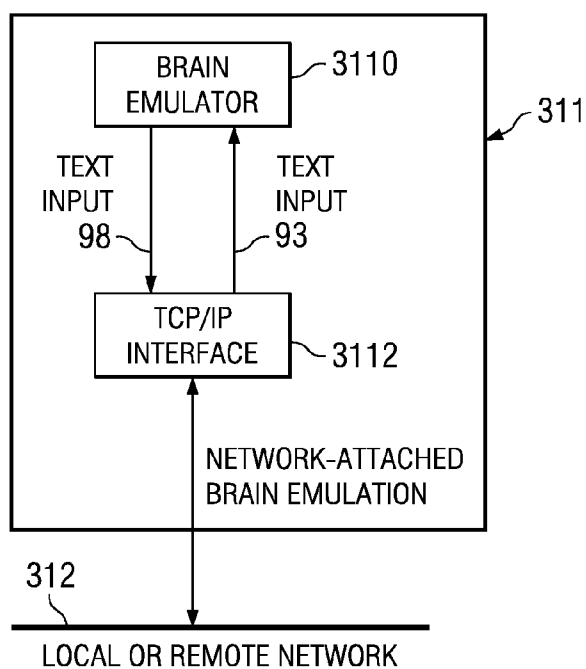 BRAIN
EMULATOR
3110
311
TEXT
INPUT
98
TEXT
INPUT
93
TCP/IP
INTERFACE
3112
NETWORK-ATTACHED
BRAIN EMULATION
312
LOCAL OR REMOTE NETWORK